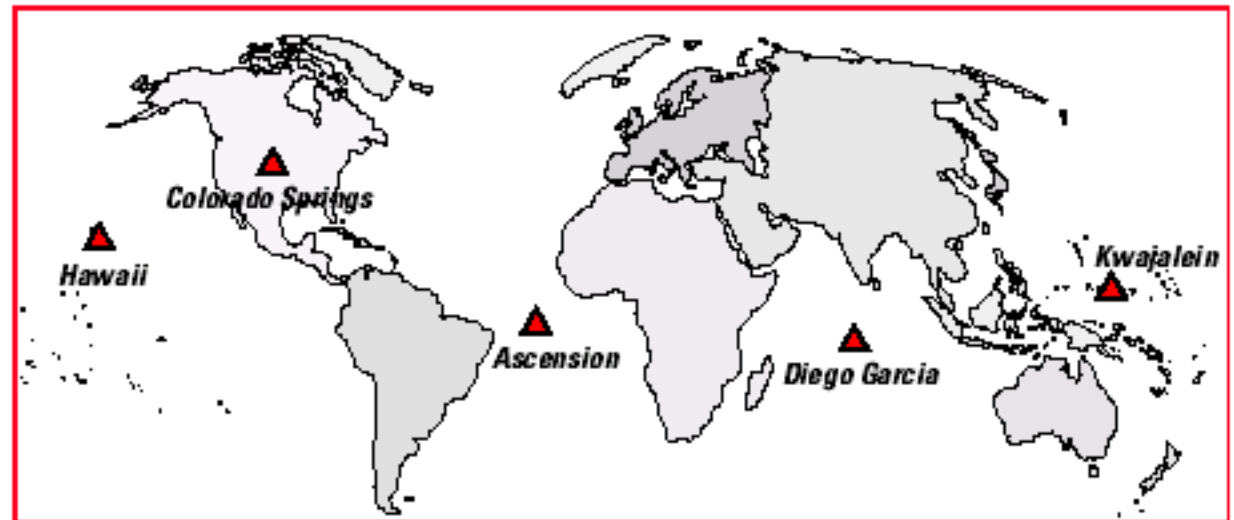 Colorado Springs
Hawaii
Kwajalein
Ascension
Diego Garcia